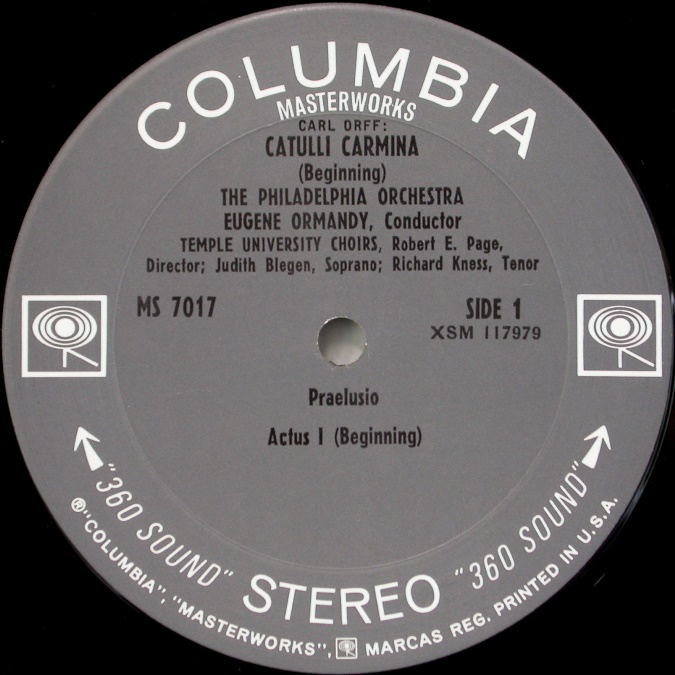 COLUMBIA
MASTERWORKS
CARL ORFF:
CATULLI CARMINA
(Beginning)
THE PHILADELPHIA ORCHESTRA
EUGENE ORMANDY, Conductor
TEMPLE UNIVERSITY CHOIRS, Robert E. Page,
Director; Judith Blegen, Soprano; Richard Kness, Tenor
MS 7017
SIDE 1
XSM 117979
Praelusio
Actus I (Beginning)
"360 SOUND" STEREO "360 SOUND"
® "COLUMBIA", "MASTERWORKS", MARCAS REG. PRINTED IN U.S.A.